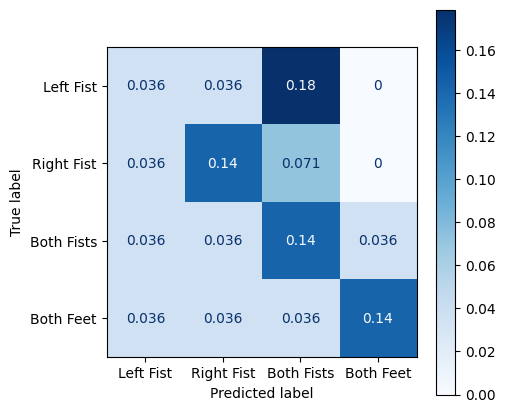 Left Fist 0.036 0.036 0.18 0
Right Fist 0.036 0.14 0.071 0
Both Fists 0.036 0.036 0.14 0.036
Both Feet 0.036 0.036 0.036 0.14
Left Fist Right Fist Both Fists Both Feet
Predicted label
True label
0.16
0.14
0.12
0.10
0.08
0.06
0.04
0.02
0.00